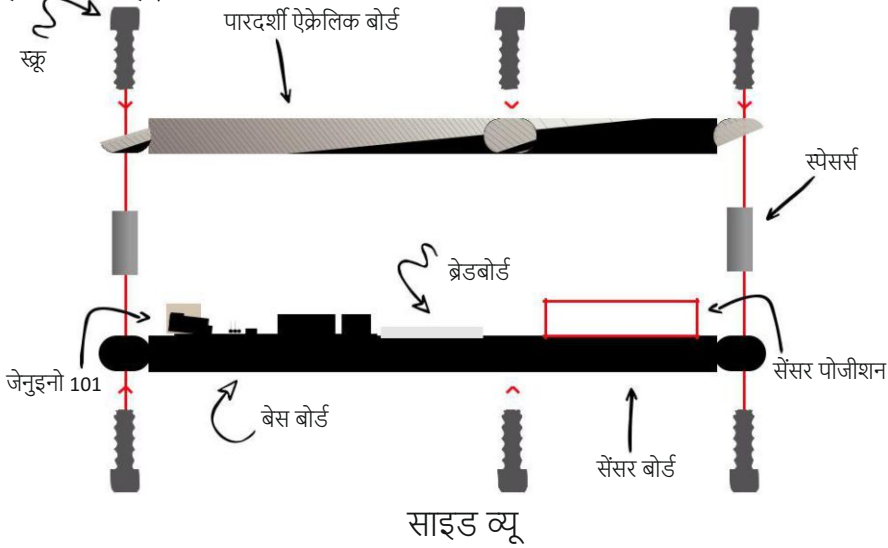 स्क्रू
पारदर्शी ऐक्रेलिक बोर्ड
स्पेसर्स
ब्रेडबोर्ड
जेनुइनो 101
सेंसर पोजीशन
बेस बोर्ड
सेंसर बोर्ड
साइड व्यू